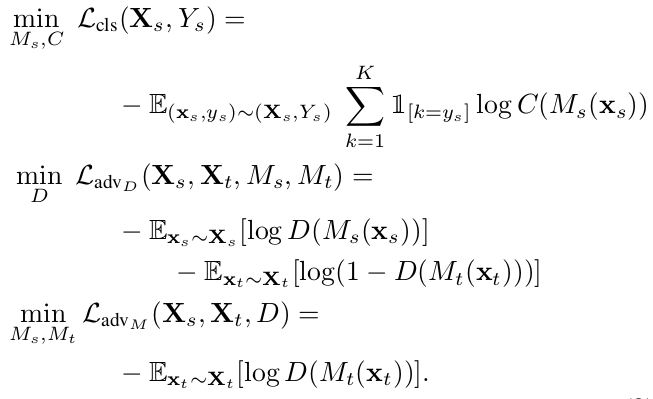 min_{M_s,C} ℒ_cls(𝐗_s, Y_s) =
− 𝔼_{(𝐱_s,y_s)∼(𝐗_s,Y_s)} ∑_{k=1}^{K} 𝟙_{[k=y_s]} log C(M_s(𝐱_s))
min_D ℒ_{adv_D}(𝐗_s, 𝐗_t, M_s, M_t) =
− 𝔼_{𝐱_s∼𝐗_s}[log D(M_s(𝐱_s))]
− 𝔼_{𝐱_t∼𝐗_t}[log(1 − D(M_t(𝐱_t)))]
min_{M_s,M_t} ℒ_{adv_M}(𝐗_s, 𝐗_t, D) =
− 𝔼_{𝐱_t∼𝐗_t}[log D(M_t(𝐱_t))].